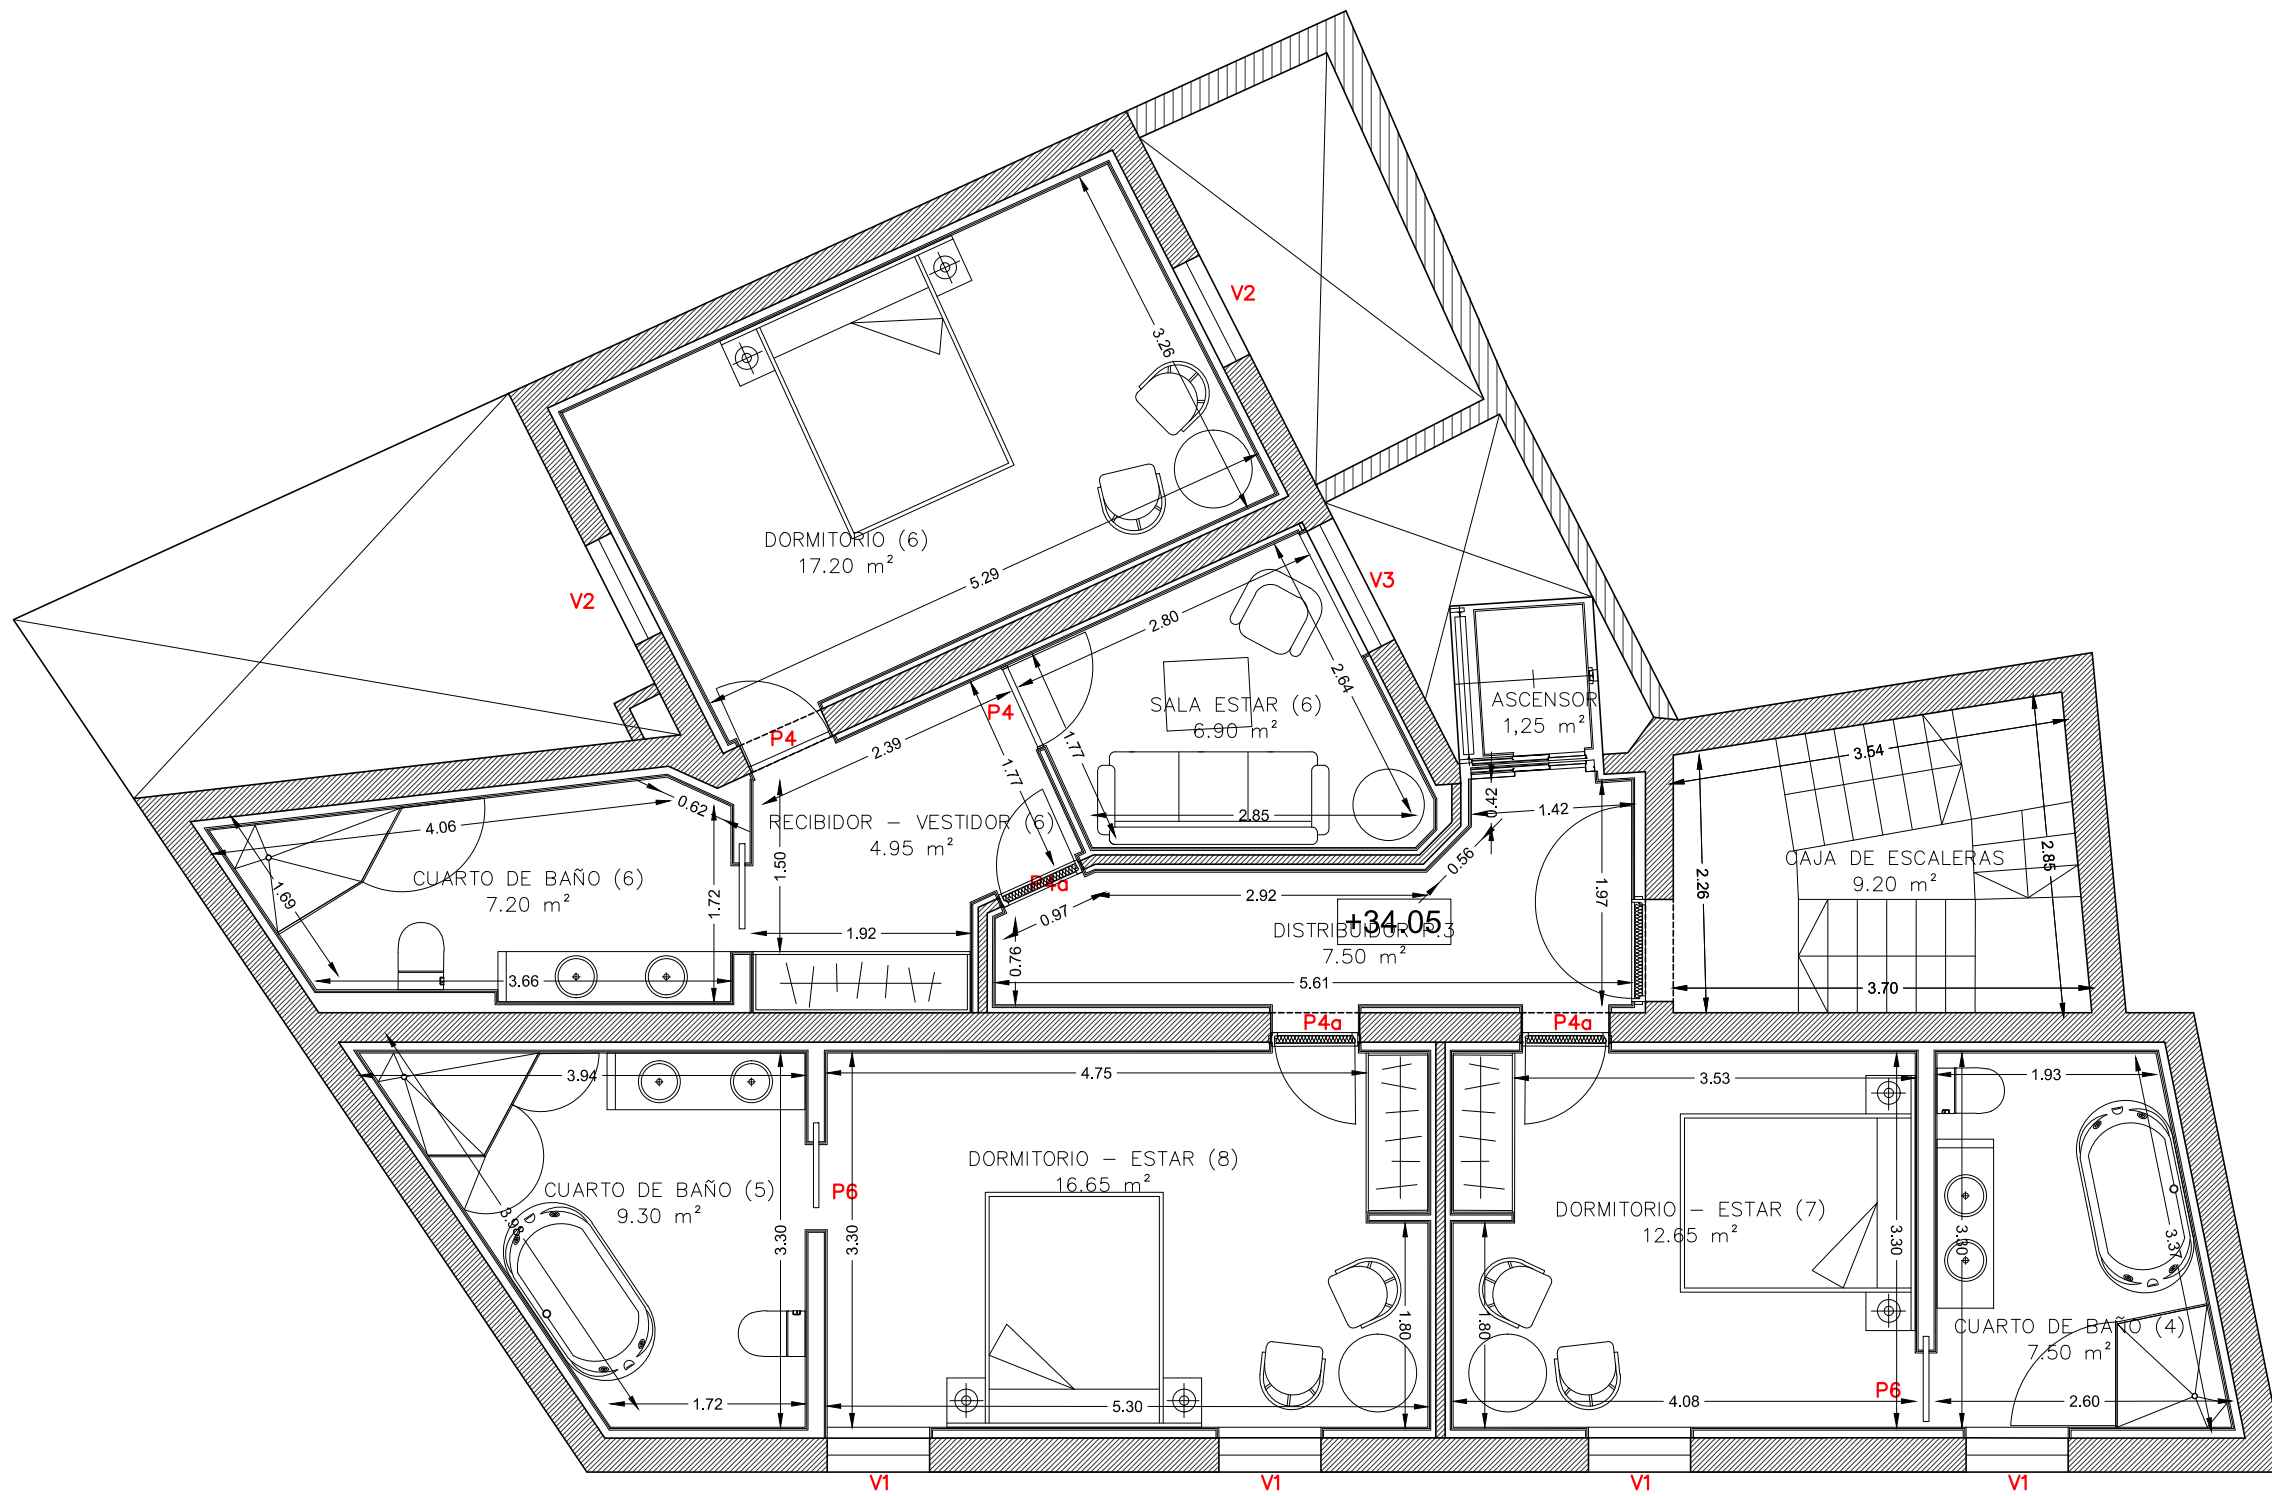 V2
3.26
DORMITORIO (6)
17.20 m²
5.29
V2
V3
2.80
2.64
P4
SALA ESTAR (6)
6.90 m²
ASCENSOR
1,25 m²
P4
2.39
1.77
1.77
3.54
0.62
4.06
RECIBIDOR - VESTIDOR (6)
4.95 m²
2.85
0.42
1.42
0.56
1.50
CUARTO DE BAÑO (6)
7.20 m²
1.69
1.72
P4a
0.97
2.92
1.97
2.26
CAJA DE ESCALERAS
9.20 m²
2.85
+34.05
DISTRIBUIDOR P.3
7.50 m²
1.92
0.76
3.66
5.61
3.70
P4a
P4a
3.94
4.75
3.53
1.93
DORMITORIO - ESTAR (8)
16.65 m²
CUARTO DE BAÑO (5)
9.30 m²
P6
3.98
3.30
3.30
DORMITORIO - ESTAR (7)
12.65 m²
3.30
3.30
3.37
1.80
1.80
CUARTO DE BAÑO (4)
7.50 m²
P6
1.72
5.30
4.08
2.60
V1
V1
V1
V1